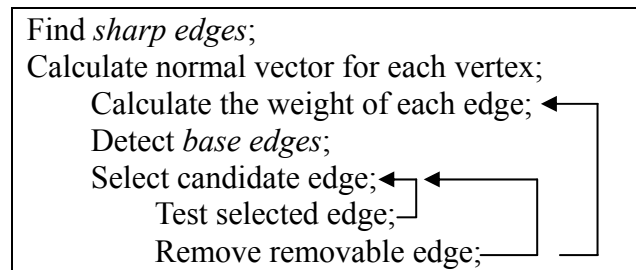 Find sharp edges;
Calculate normal vector for each vertex;
Calculate the weight of each edge;
Detect base edges;
Select candidate edge;
Test selected edge;
Remove removable edge;